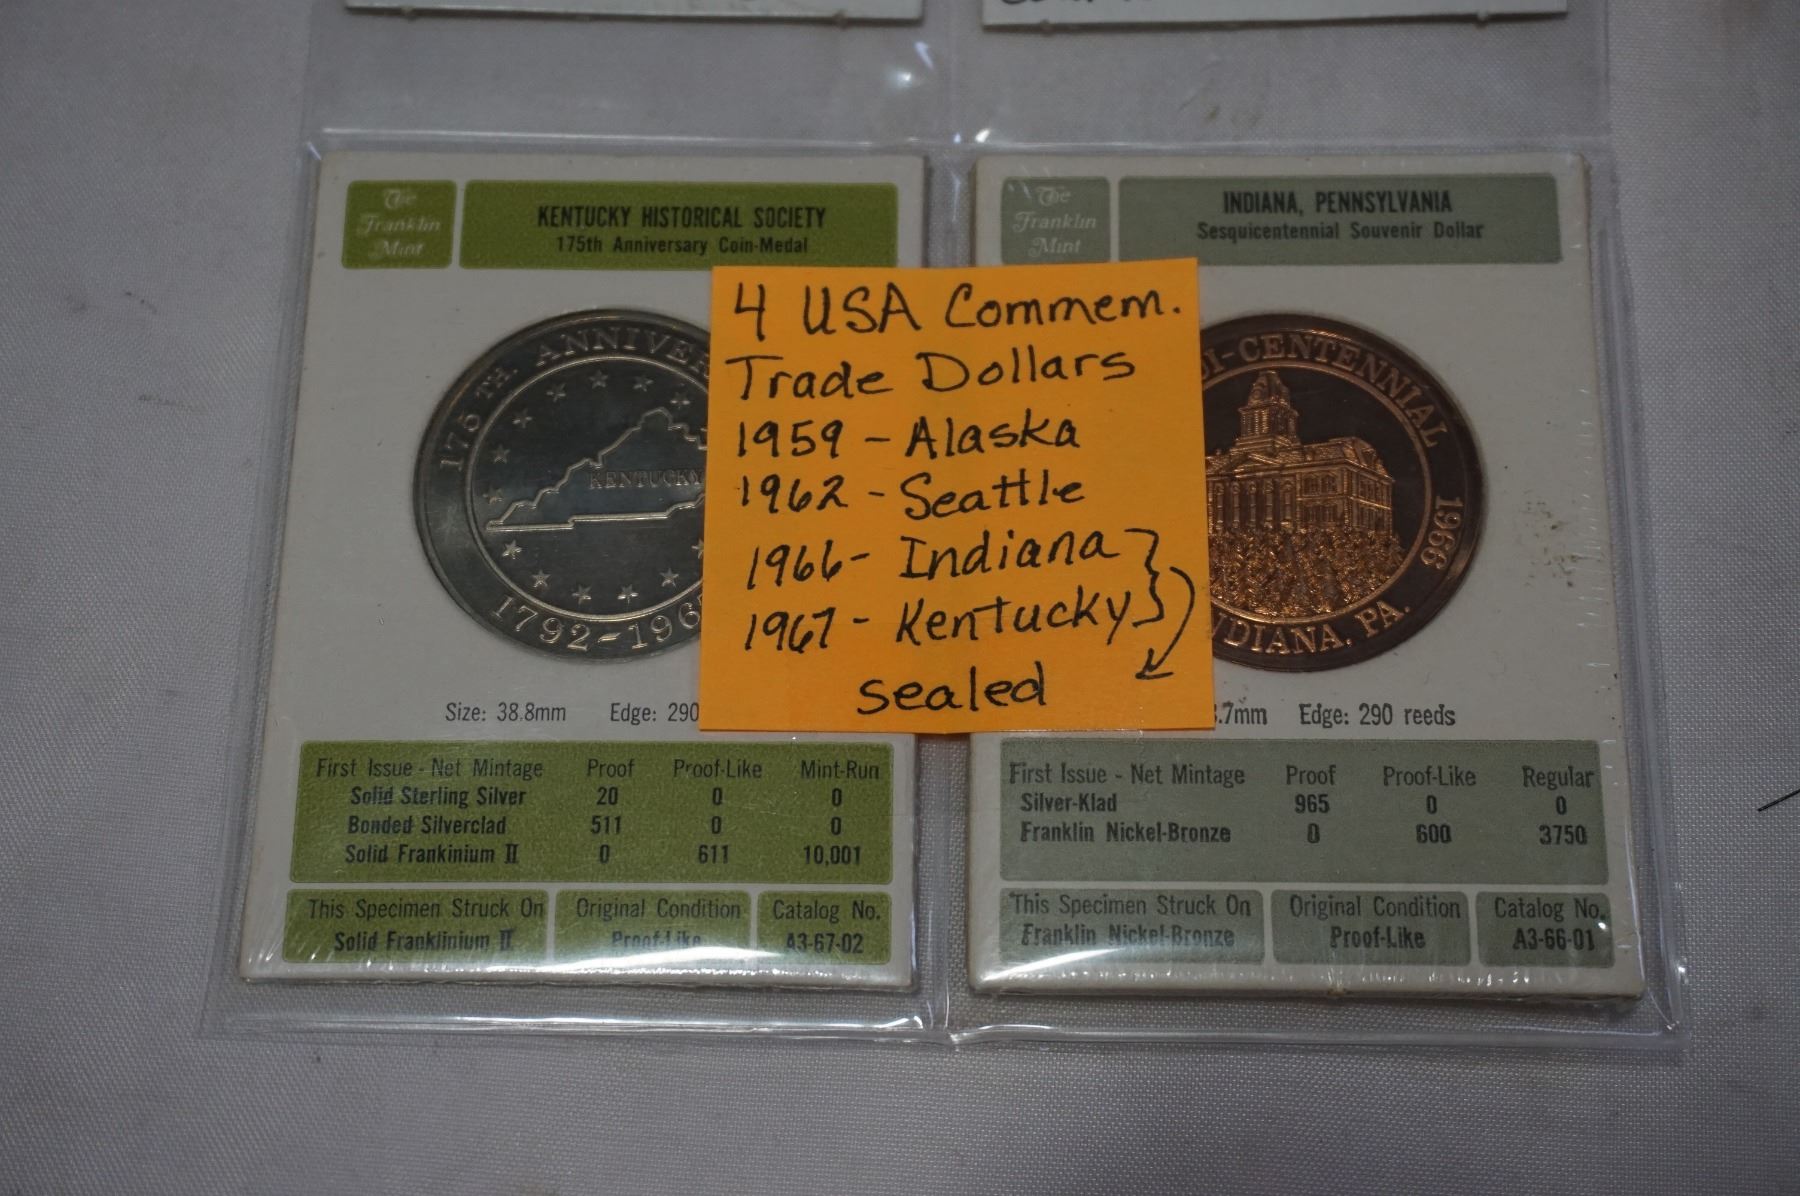 The
Franklin
Mint
KENTUCKY HISTORICAL SOCIETY
175th Anniversary Coin-Medal
175 TH. ANNIVER
KENTUCKY
1792-196
Size: 38.8mm Edge: 290
First Issue - Net Mintage Proof Proof-Like Mint-Run
Solid Sterling Silver 20 0 0
Bonded Silverclad 511 0 0
Solid Frankinium II 0 611 10,001
This Specimen Struck On Original Condition Catalog No.
Solid Franklinium II Proof-Like A3-67-02
4 USA Commem.
Trade Dollars
1959 - Alaska
1962 - Seattle
1966 - Indiana
1967 - Kentucky
sealed
The
Franklin
Mint
INDIANA, PENNSYLVANIA
Sesquicentennial Souvenir Dollar
I-CENTENNIAL
1966
NDIANA. PA.
.7mm Edge: 290 reeds
First Issue - Net Mintage Proof Proof-Like Regular
Silver-Klad 965 0 0
Franklin Nickel-Bronze 0 600 3750
This Specimen Struck On Original Condition Catalog No.
Franklin Nickel-Bronze Proof-Like A3-66-01